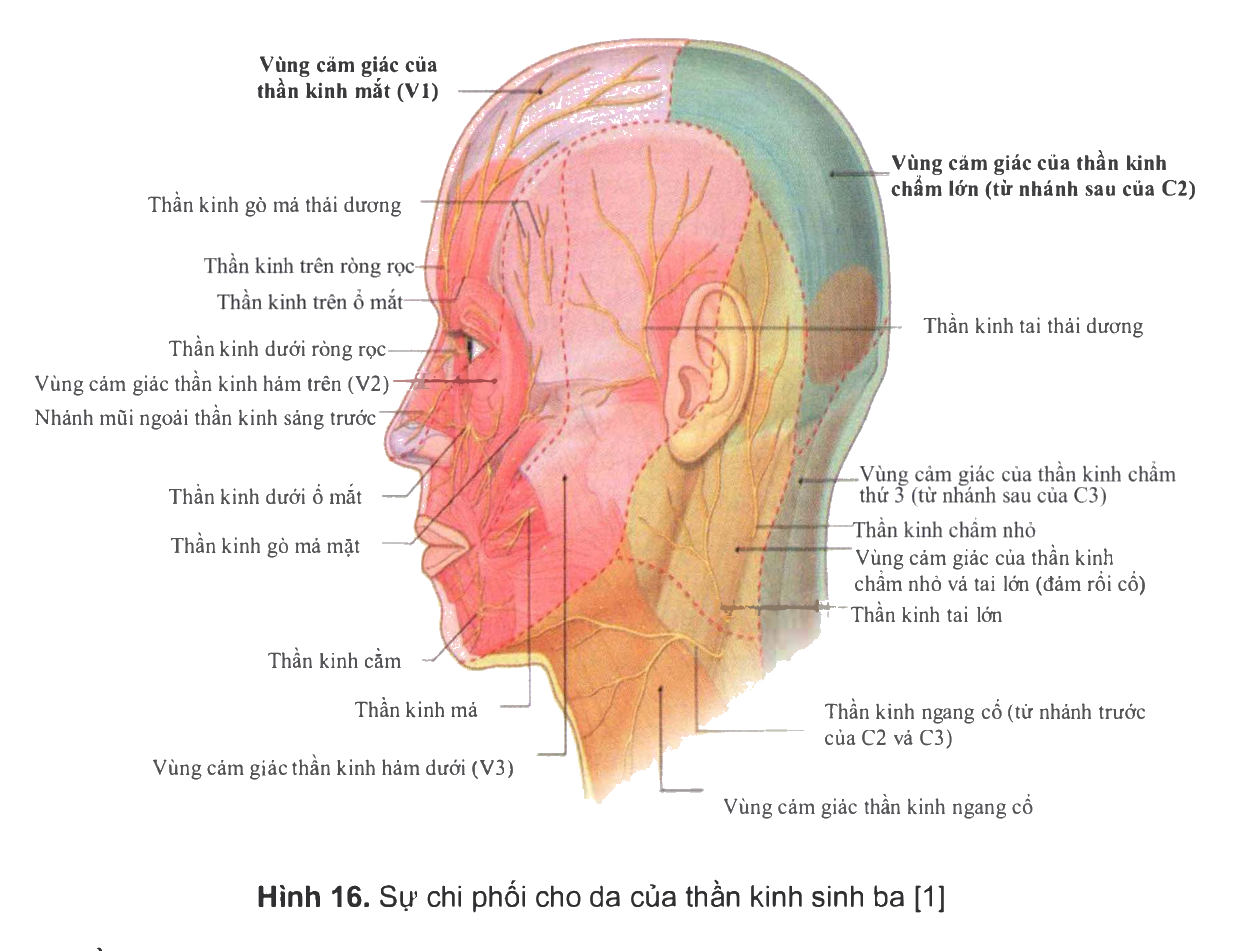 Vùng cảm giác của
thần kinh mắt (V1)
Vùng cảm giác của thần kinh
chẩm lớn (từ nhánh sau của C2)
Thần kinh gò má thái dương
Thần kinh trên ròng rọc
Thần kinh trên ổ mắt
Thần kinh tai thái dương
Thần kinh dưới ròng rọc
Vùng cảm giác thần kinh hàm trên (V2)
Nhánh mũi ngoài thần kinh sàng trước
Vùng cảm giác của thần kinh chẩm
thứ 3 (từ nhánh sau của C3)
Thần kinh dưới ổ mắt
Thần kinh chẩm nhỏ
Thần kinh gò má mặt
Vùng cảm giác của thần kinh
chẩm nhỏ và tai lớn (đám rối cổ)
Thần kinh tai lớn
Thần kinh cằm
Thần kinh má
Thần kinh ngang cổ (từ nhánh trước
của C2 và C3)
Vùng cảm giác thần kinh hàm dưới (V3)
Vùng cảm giác thần kinh ngang cổ
Hình 16. Sự chi phối cho da của thần kinh sinh ba [1]